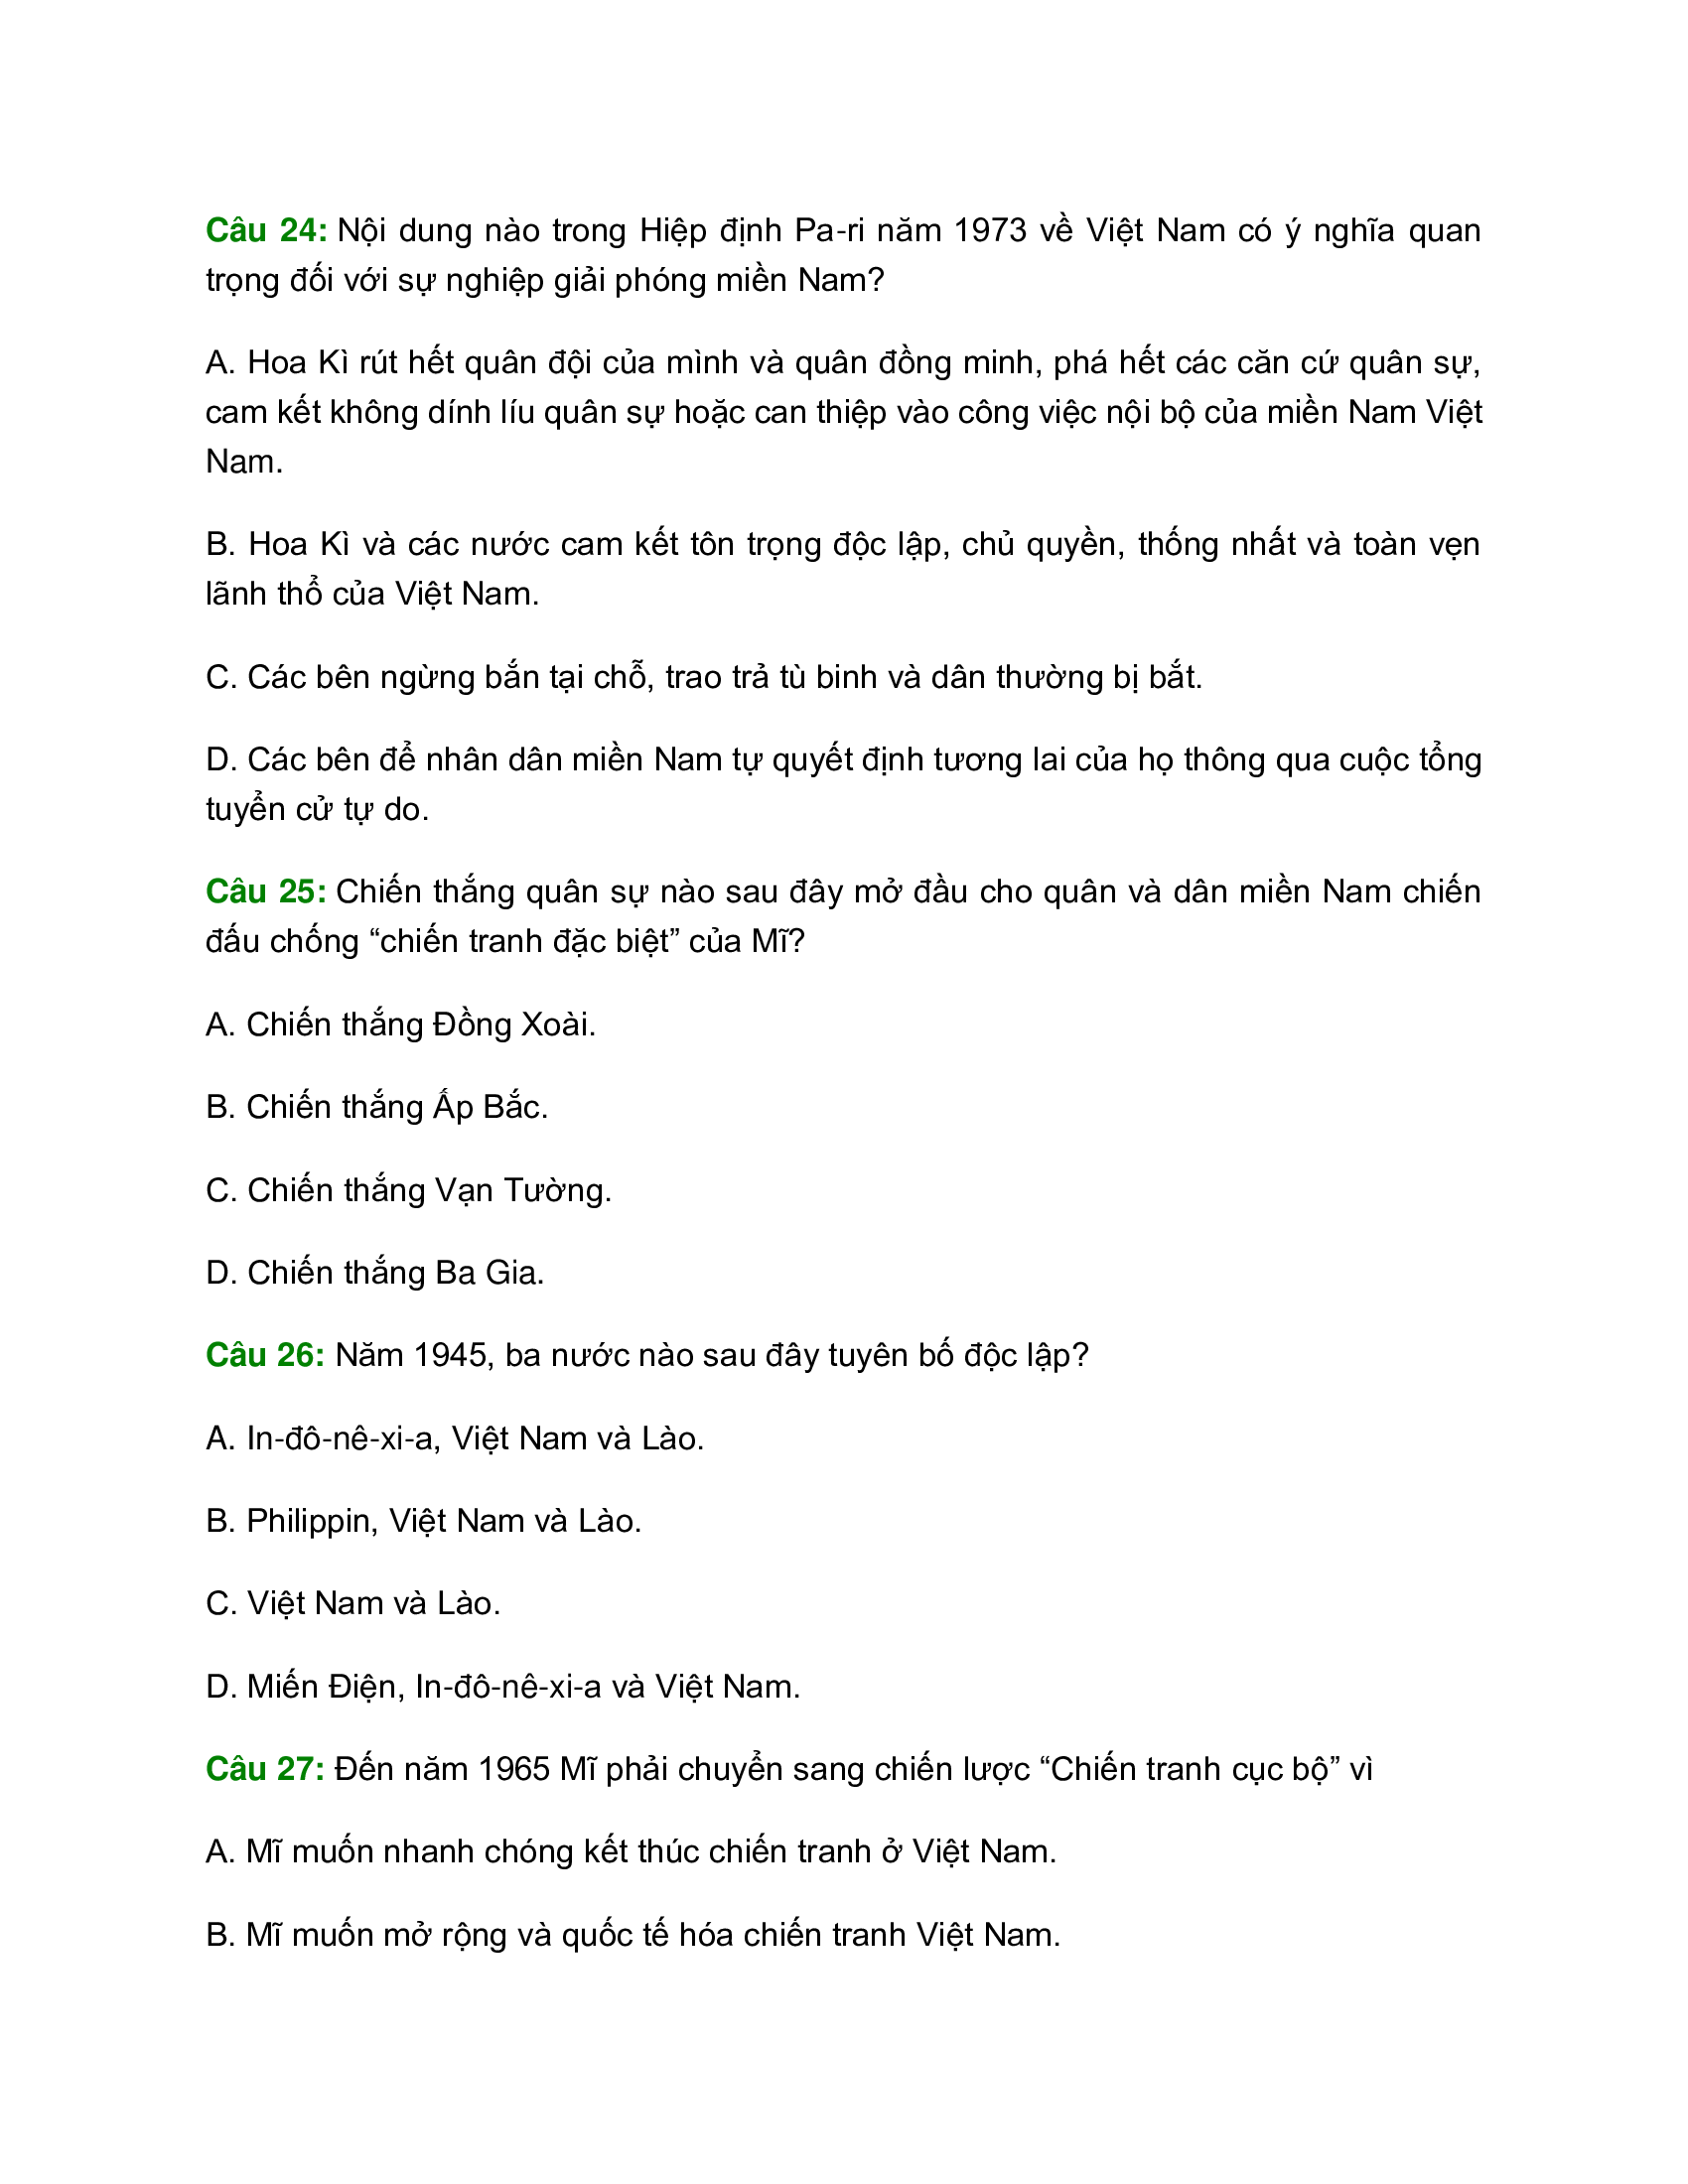 Câu 24: Nội dung nào trong Hiệp định Pa-ri năm 1973 về Việt Nam có ý nghĩa quan
trọng đối với sự nghiệp giải phóng miền Nam?
A. Hoa Kì rút hết quân đội của mình và quân đồng minh, phá hết các căn cứ quân sự,
cam kết không dính líu quân sự hoặc can thiệp vào công việc nội bộ của miền Nam Việt
Nam.
B. Hoa Kì và các nước cam kết tôn trọng độc lập, chủ quyền, thống nhất và toàn vẹn
lãnh thổ của Việt Nam.
C. Các bên ngừng bắn tại chỗ, trao trả tù binh và dân thường bị bắt.
D. Các bên để nhân dân miền Nam tự quyết định tương lai của họ thông qua cuộc tổng
tuyển cử tự do.
Câu 25: Chiến thắng quân sự nào sau đây mở đầu cho quân và dân miền Nam chiến
đấu chống “chiến tranh đặc biệt” của Mĩ?
A. Chiến thắng Đồng Xoài.
B. Chiến thắng Ấp Bắc.
C. Chiến thắng Vạn Tường.
D. Chiến thắng Ba Gia.
Câu 26: Năm 1945, ba nước nào sau đây tuyên bố độc lập?
A. In-đô-nê-xi-a, Việt Nam và Lào.
B. Philippin, Việt Nam và Lào.
C. Việt Nam và Lào.
D. Miến Điện, In-đô-nê-xi-a và Việt Nam.
Câu 27: Đến năm 1965 Mĩ phải chuyển sang chiến lược “Chiến tranh cục bộ” vì
A. Mĩ muốn nhanh chóng kết thúc chiến tranh ở Việt Nam.
B. Mĩ muốn mở rộng và quốc tế hóa chiến tranh Việt Nam.